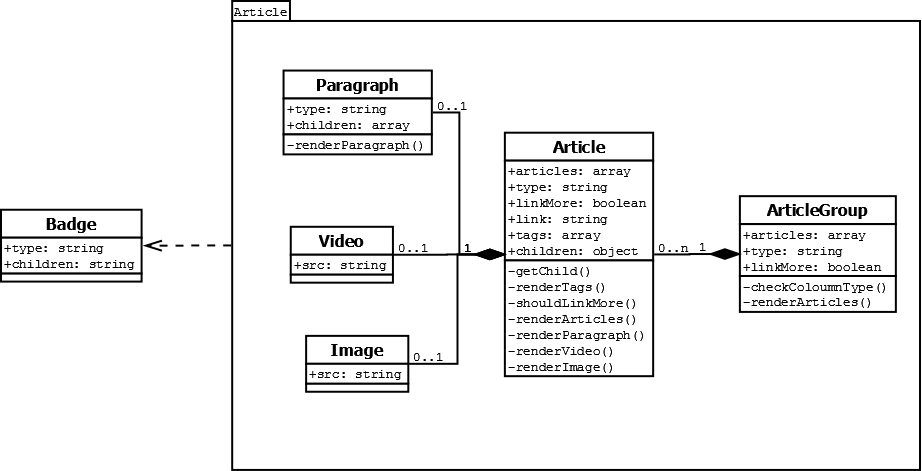 Article
Paragraph
+type: string
+children: array
-renderParagraph()
0..1
Badge
+type: string
+children: string
Video
+src: string
0..1
Image
+src: string
0..1
1
Article
+articles: array
+type: string
+linkMore: boolean
+link: string
+tags: array
+children: object
-getChild()
-renderTags()
-shouldLinkMore()
-renderArticles()
-renderParagraph()
-renderVideo()
-renderImage()
0..n
1
ArticleGroup
+articles: array
+type: string
+linkMore: boolean
-checkColoumnType()
-renderArticles()